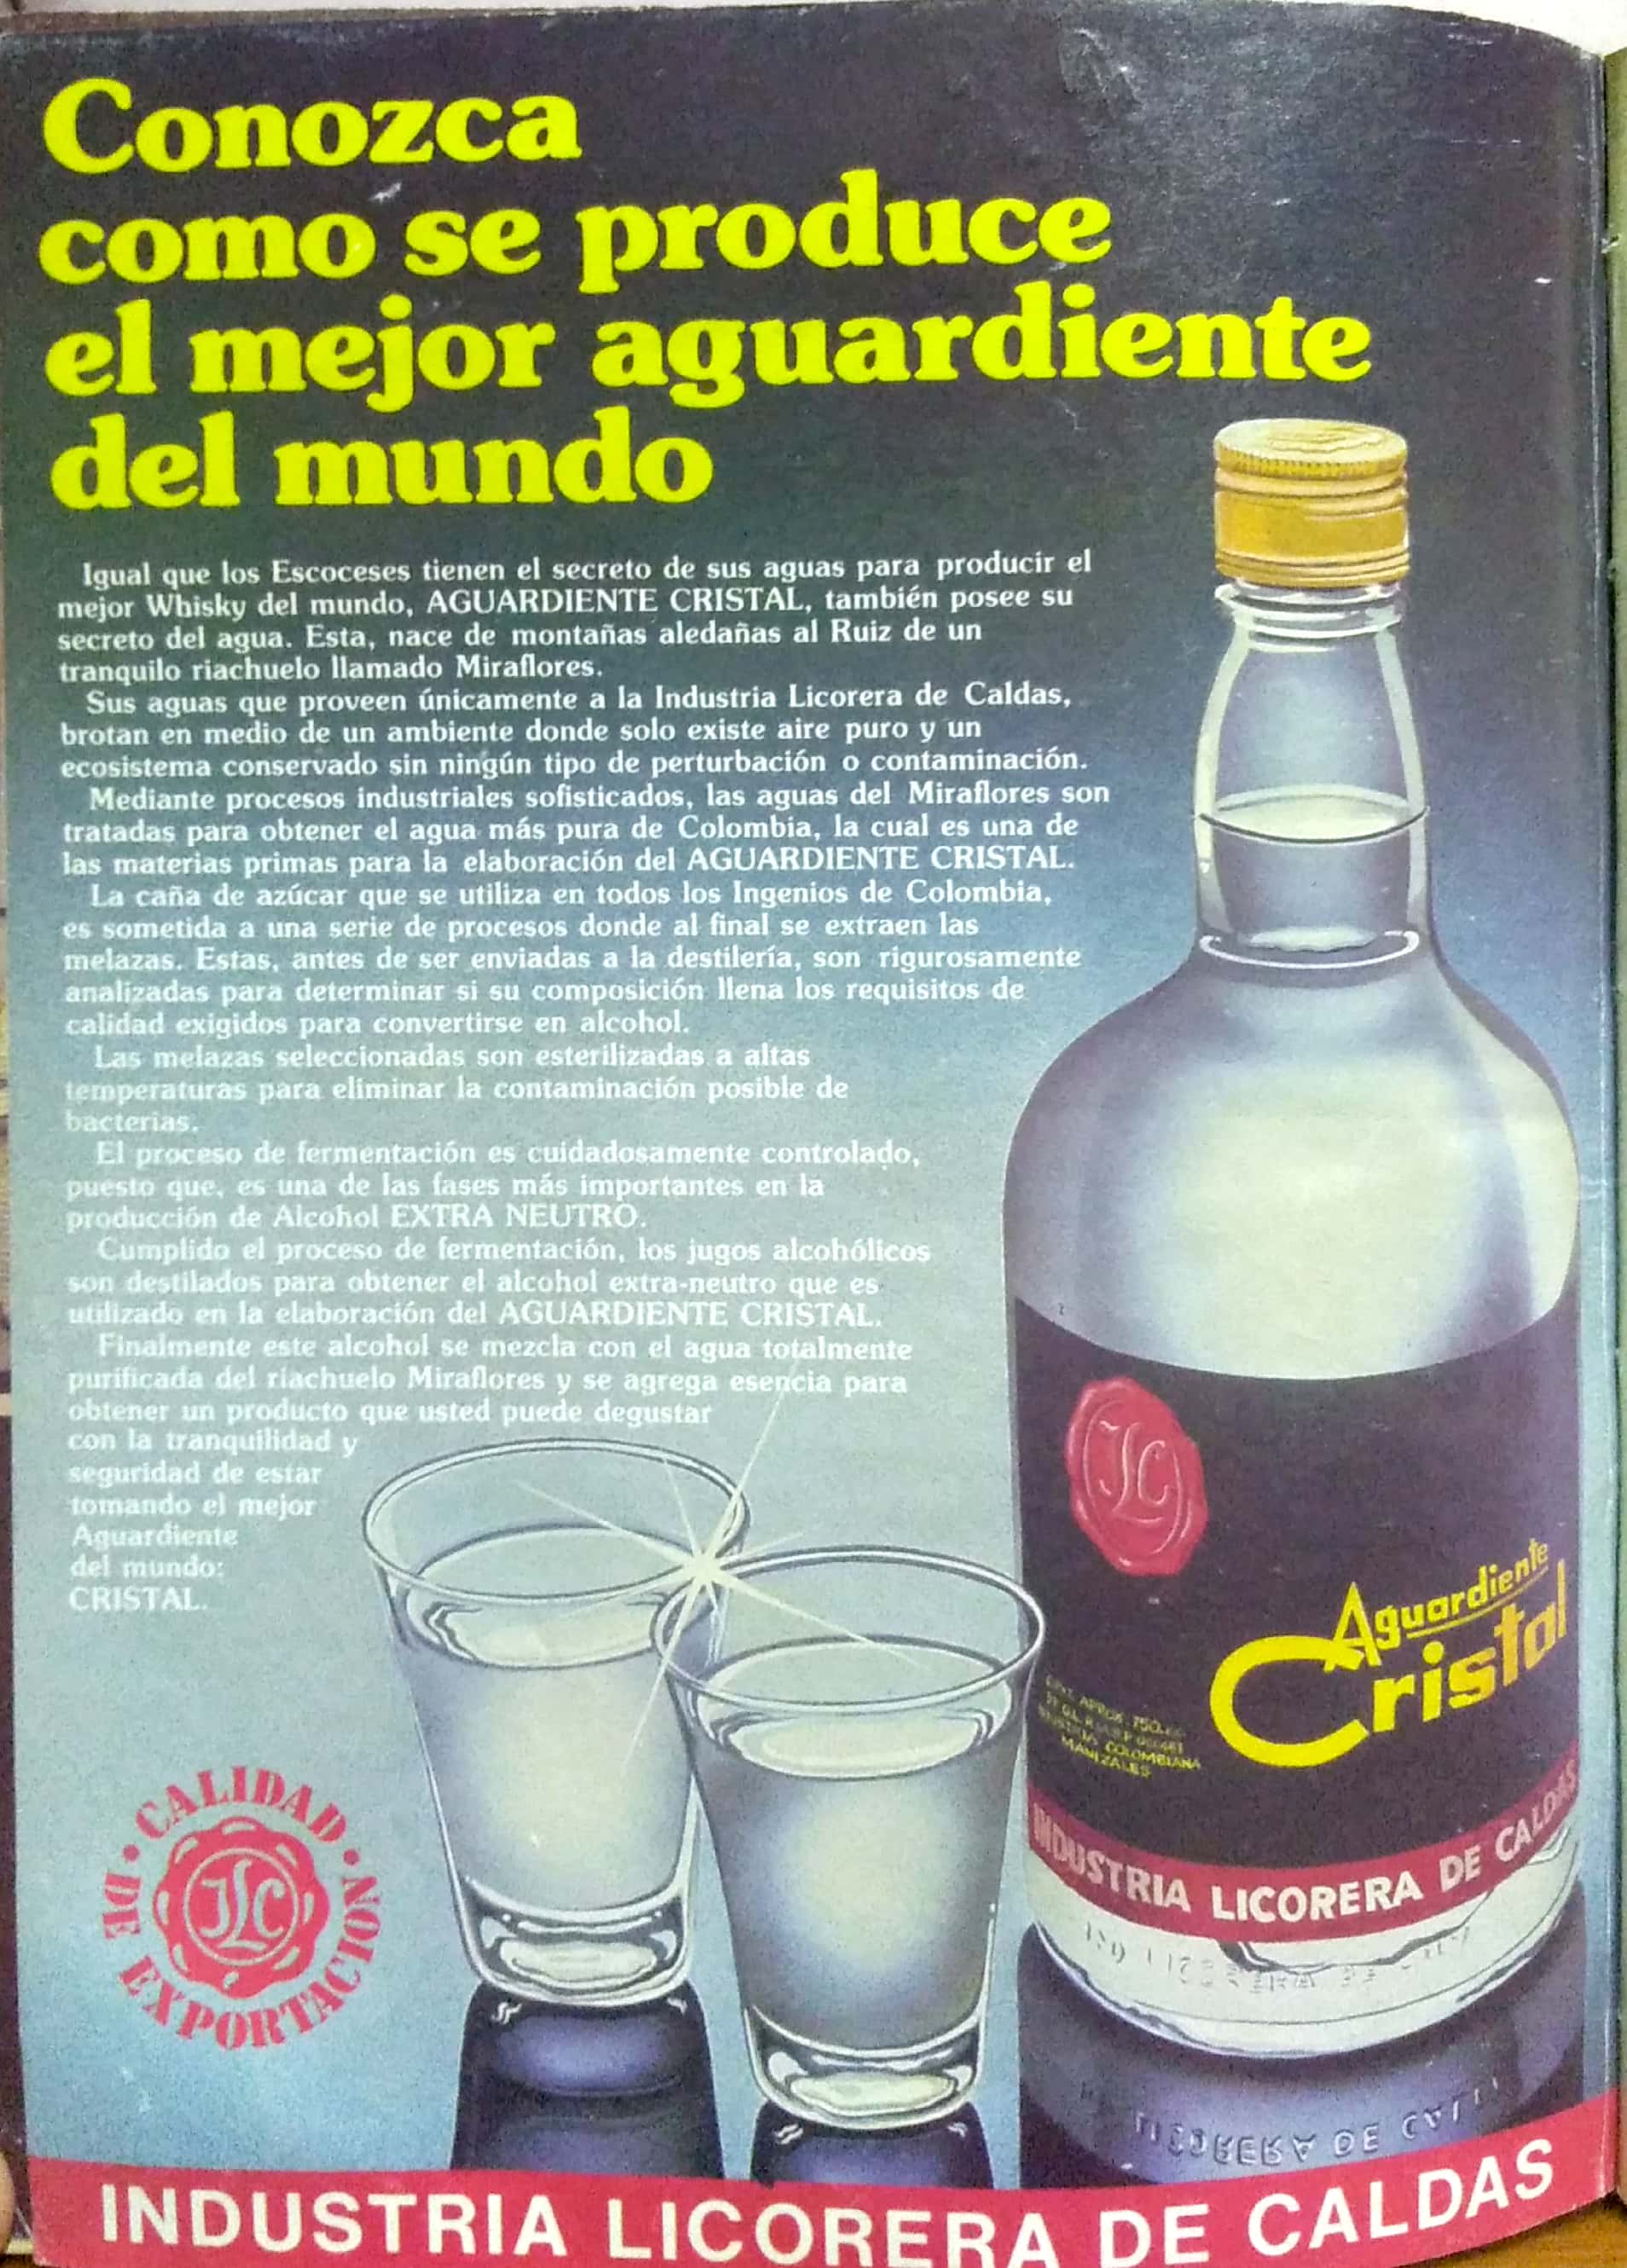 Conozca
como se produce
el mejor aguardiente
del mundo
Igual que los Escoceses tienen el secreto de sus aguas para producir el
mejor Whisky del mundo, AGUARDIENTE CRISTAL, también posee su
secreto del agua. Esta, nace de montañas aledañas al Ruiz de un
tranquilo riachuelo llamado Miraflores.
Sus aguas que proveen únicamente a la Industria Licorera de Caldas,
brotan en medio de un ambiente donde solo existe aire puro y un
ecosistema conservado sin ningún tipo de perturbación o contaminación.
Mediante procesos industriales sofisticados, las aguas del Miraflores son
tratadas para obtener el agua más pura de Colombia, la cual es una de
las materias primas para la elaboración del AGUARDIENTE CRISTAL.
La caña de azúcar que se utiliza en todos los Ingenios de Colombia,
es sometida a una serie de procesos donde al final se extraen las
melazas. Estas, antes de ser enviadas a la destilería, son rigurosamente
analizadas para determinar si su composición llena los requisitos de
calidad exigidos para convertirse en alcohol.
Las melazas seleccionadas son esterilizadas a altas
temperaturas para eliminar la contaminación posible de
bacterias.
El proceso de fermentación es cuidadosamente controlado,
puesto que, es una de las fases más importantes en la
producción de Alcohol EXTRA NEUTRO.
Cumplido el proceso de fermentación, los jugos alcohólicos
son destilados para obtener el alcohol extra-neutro que es
utilizado en la elaboración del AGUARDIENTE CRISTAL.
Finalmente este alcohol se mezcla con el agua totalmente
purificada del riachuelo Miraflores y se agrega esencia para
obtener un producto que usted puede degustar
con la tranquilidad y
seguridad de estar
tomando el mejor
Aguardiente
del mundo:
CRISTAL.
ILC
Aguardiente
Cristal
CONT. APROX. 750
INDUSTRIA COLOMBIANA
MANIZALES
INDUSTRIA LICORERA DE CALDAS
LICORERA DE
· CALIDAD ·
DE EXPORTACION
ILC
LICORERA DE
INDUSTRIA LICORERA DE CALDAS